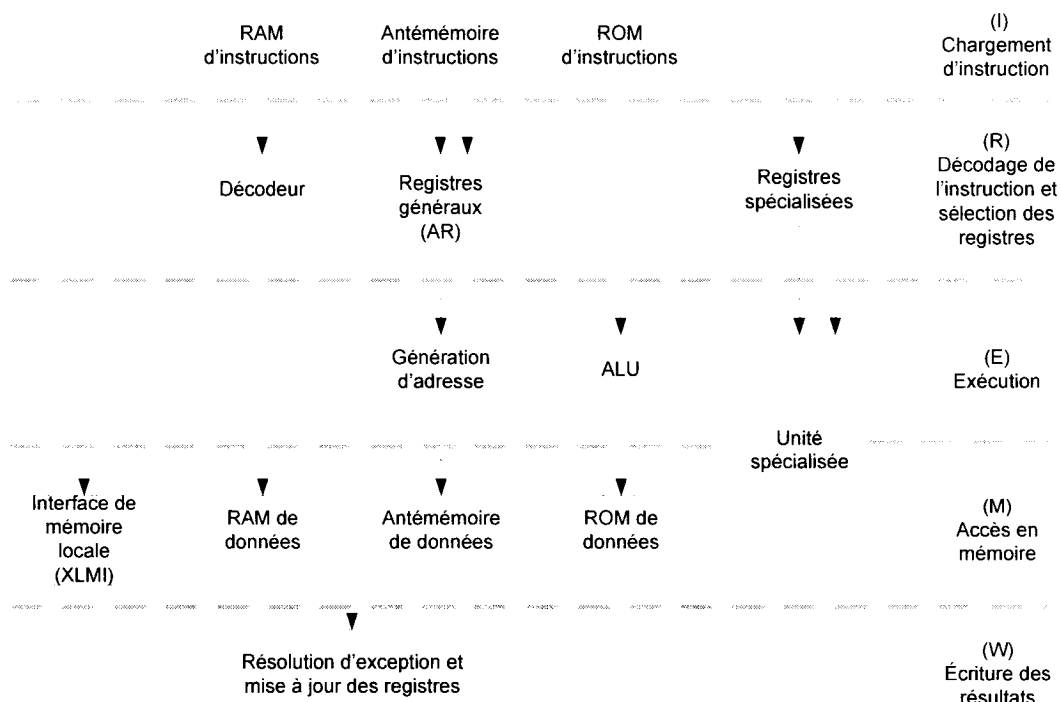 RAM
d'instructions
Antémémoire
d'instructions
ROM
d'instructions
(I)
Chargement
d'instruction
Décodeur
Registres
généraux
(AR)
Registres
spécialisées
(R)
Décodage de
l'instruction et
sélection des
registres
Génération
d'adresse
ALU
(E)
Exécution
Unité
spécialisée
Interface de
mémoire
locale
(XLMI)
RAM de
données
Antémémoire
de données
ROM de
données
(M)
Accès en
mémoire
Résolution d'exception et
mise à jour des registres
(W)
Écriture des
résultats